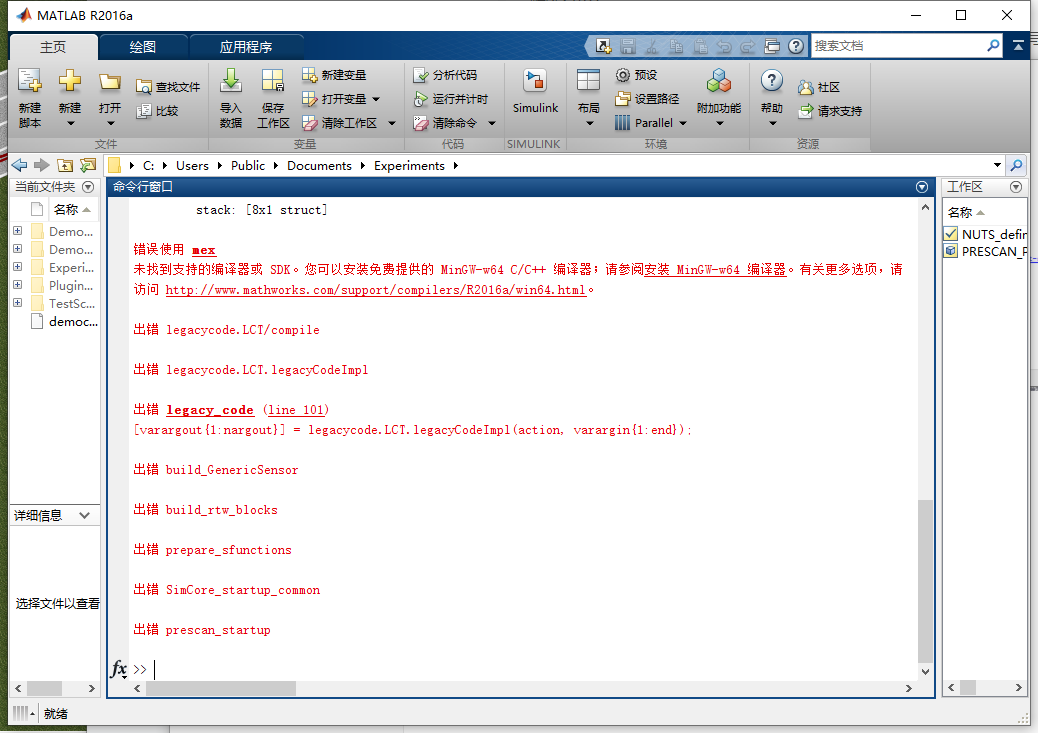 MATLAB R2016a
主页
绘图
应用程序
搜索文档
新建
脚本
新建
打开
查找文件
比较
文件
导入
数据
保存
工作区
新建变量
打开变量
清除工作区
变量
分析代码
运行并计时
清除命令
代码
Simulink
SIMULINK
布局
预设
设置路径
Parallel
附加功能
环境
帮助
社区
请求支持
资源
C: Users Public Documents Experiments
当前文件夹
名称
Demo...
Demo...
Experi...
Plugin...
TestSc...
democ...
详细信息
选择文件以查看
命令行窗口
stack: [8x1 struct]
错误使用 mex
未找到支持的编译器或 SDK。您可以安装免费提供的 MinGW-w64 C/C++ 编译器；请参阅安装 MinGW-w64 编译器。有关更多选项，请
访问 http://www.mathworks.com/support/compilers/R2016a/win64.html。
出错 legacycode.LCT/compile
出错 legacycode.LCT.legacyCodeImpl
出错 legacy_code (line 101)
[varargout{1:nargout}] = legacycode.LCT.legacyCodeImpl(action, varargin{1:end});
出错 build_GenericSensor
出错 build_rtw_blocks
出错 prepare_sfunctions
出错 SimCore_startup_common
出错 prescan_startup
fx >>
工作区
名称
NUTS_defin
PRESCAN_P
就绪